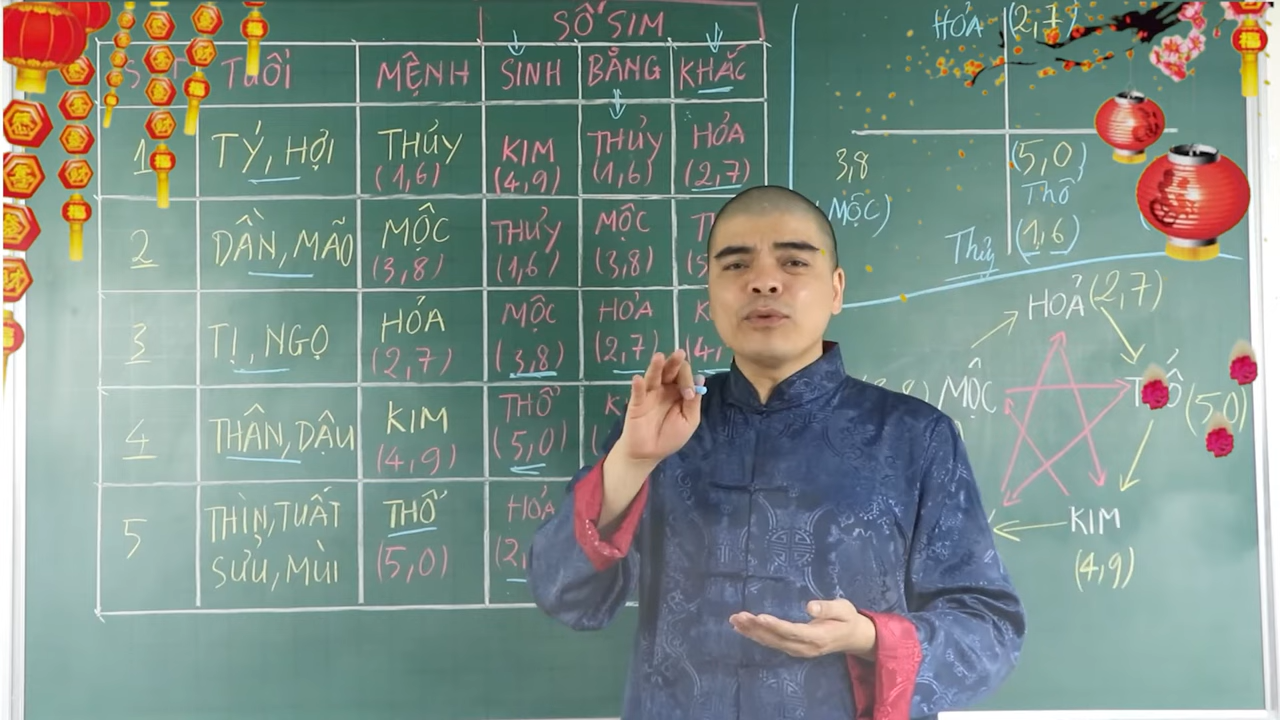 SỐ SIM
TUỔI MỆNH SINH BẰNG KHẮC
1 TÝ, HỢI THỦY (1,6) KIM (4,9) THỦY (1,6) HỎA (2,7)
2 DẦN, MÃO MỘC (3,8) THỦY (1,6) MỘC (3,8)
3 TỊ, NGỌ HỎA (2,7) MỘC (3,8) HỎA (2,7)
4 THÂN, DẬU KIM (4,9) THỔ (5,0)
5 THÌN, TUẤT SỬU, MÙI THỔ (5,0) HỎA
HỎA (2,7)
3,8 (5,0)
MỘC) Thổ
Thủy (1,6)
HOẢ (2,7)
MỘC
(5,0)
KIM
(4,9)